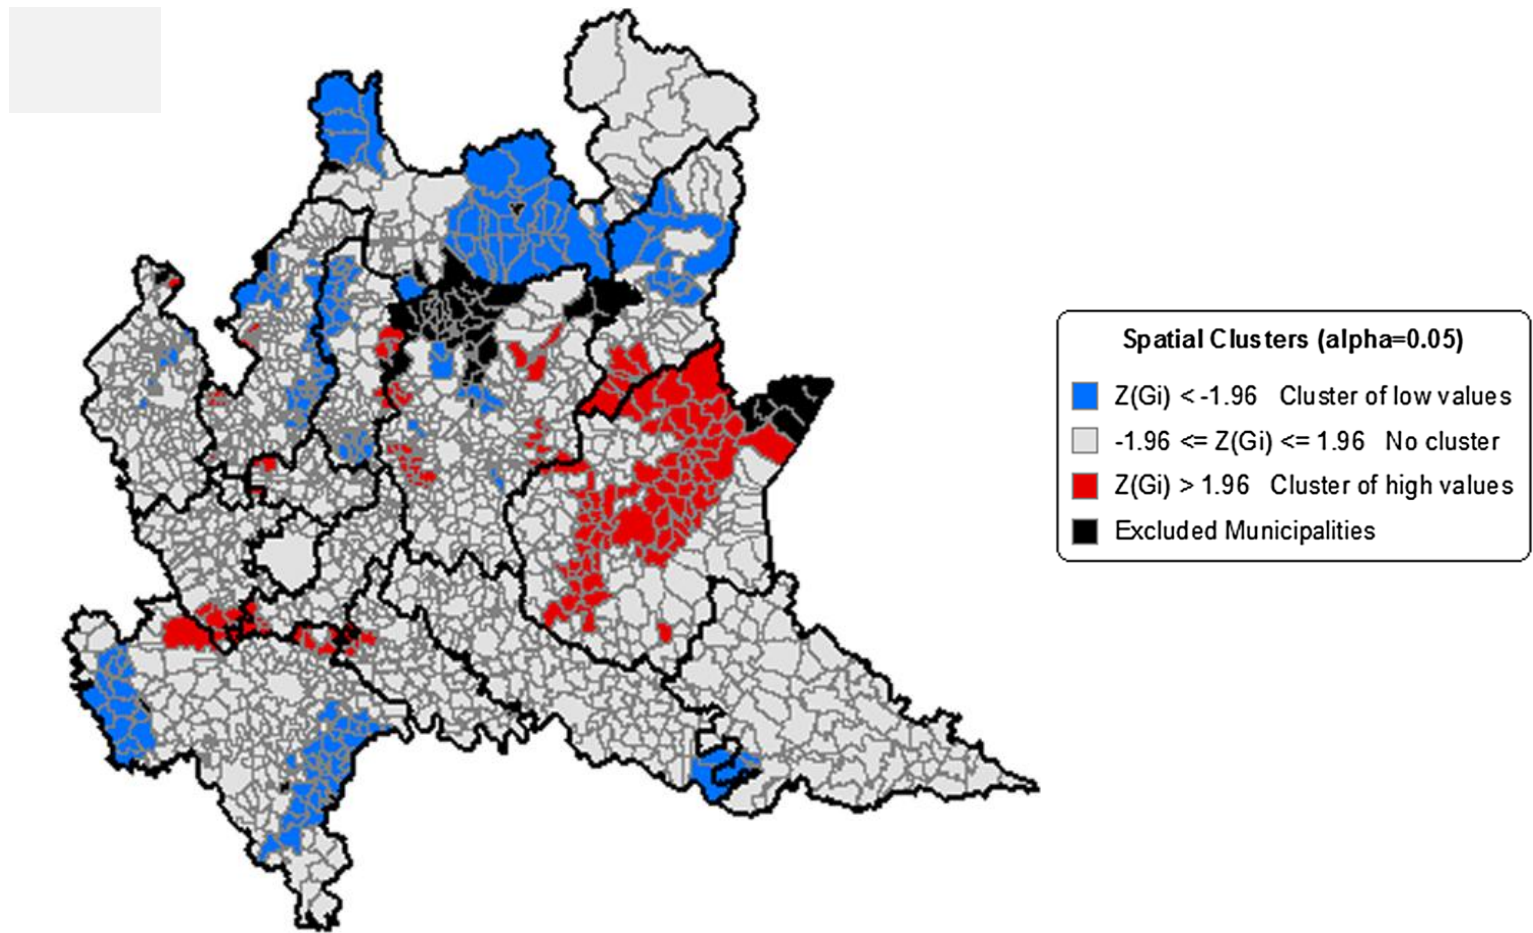 Spatial Clusters (alpha=0.05)
Z(Gi) < -1.96 Cluster of low values
-1.96 <= Z(Gi) <= 1.96 No cluster
Z(Gi) > 1.96 Cluster of high values
Excluded Municipalities